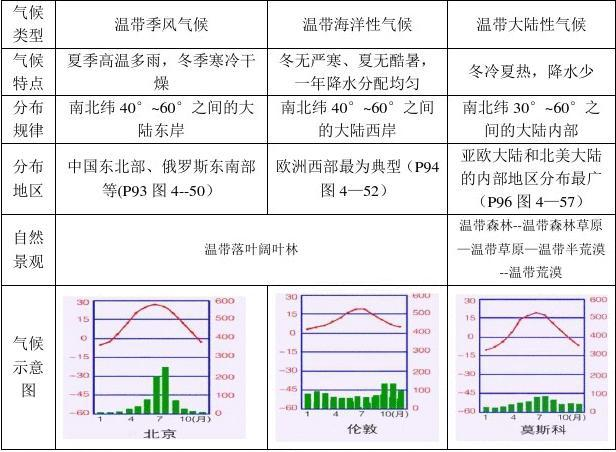 气候
类型
温带季风气候
温带海洋性气候
温带大陆性气候
气候
特点
夏季高温多雨，冬季寒冷干
燥
冬无严寒、夏无酷暑，
一年降水分配均匀
冬冷夏热，降水少
分布
规律
南北纬40°~60°之间的大
陆东岸
南北纬40°~60°之间
的大陆西岸
南北纬30°~60°之
间的大陆内部
分布
地区
中国东北部、俄罗斯东南部
等(P93 图 4--50）
欧洲西部最为典型（P94
图 4—52）
亚欧大陆和北美大陆
的内部地区分布最广
（P96 图 4—57）
自然
景观
温带落叶阔叶林
温带森林--温带森林草原
—温带草原—温带半荒漠
--温带荒漠
气候
示意
图
30 600
15 500
0 400
-15 300
-30 200
-45 100
-60 0
1 4 7 10(月)
北京
30 600
15 500
0 400
-15 300
-30 200
-45 100
-60 0
1 4 7 10(月)
伦敦
30 600
15 500
0 400
-15 300
-30 200
-45 100
-60 0
1 4 7 10(月)
莫斯科